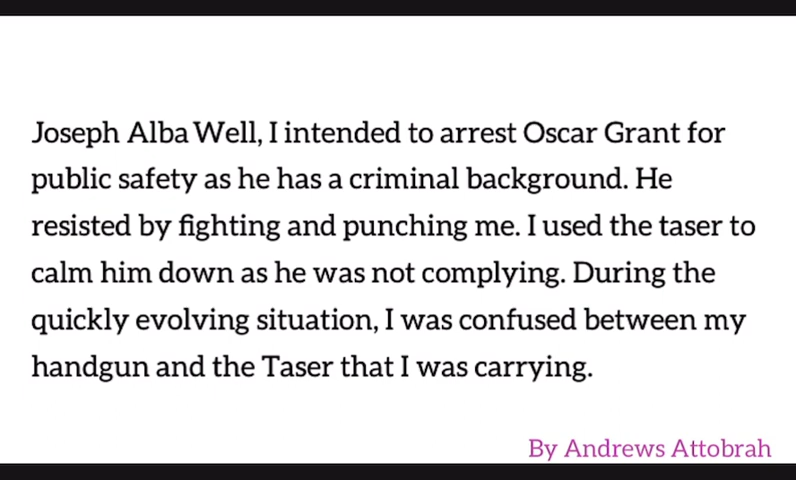 Joseph Alba Well, I intended to arrest Oscar Grant for
public safety as he has a criminal background. He
resisted by fighting and punching me. I used the taser to
calm him down as he was not complying. During the
quickly evolving situation, I was confused between my
handgun and the Taser that I was carrying.
By Andrews Attobrah